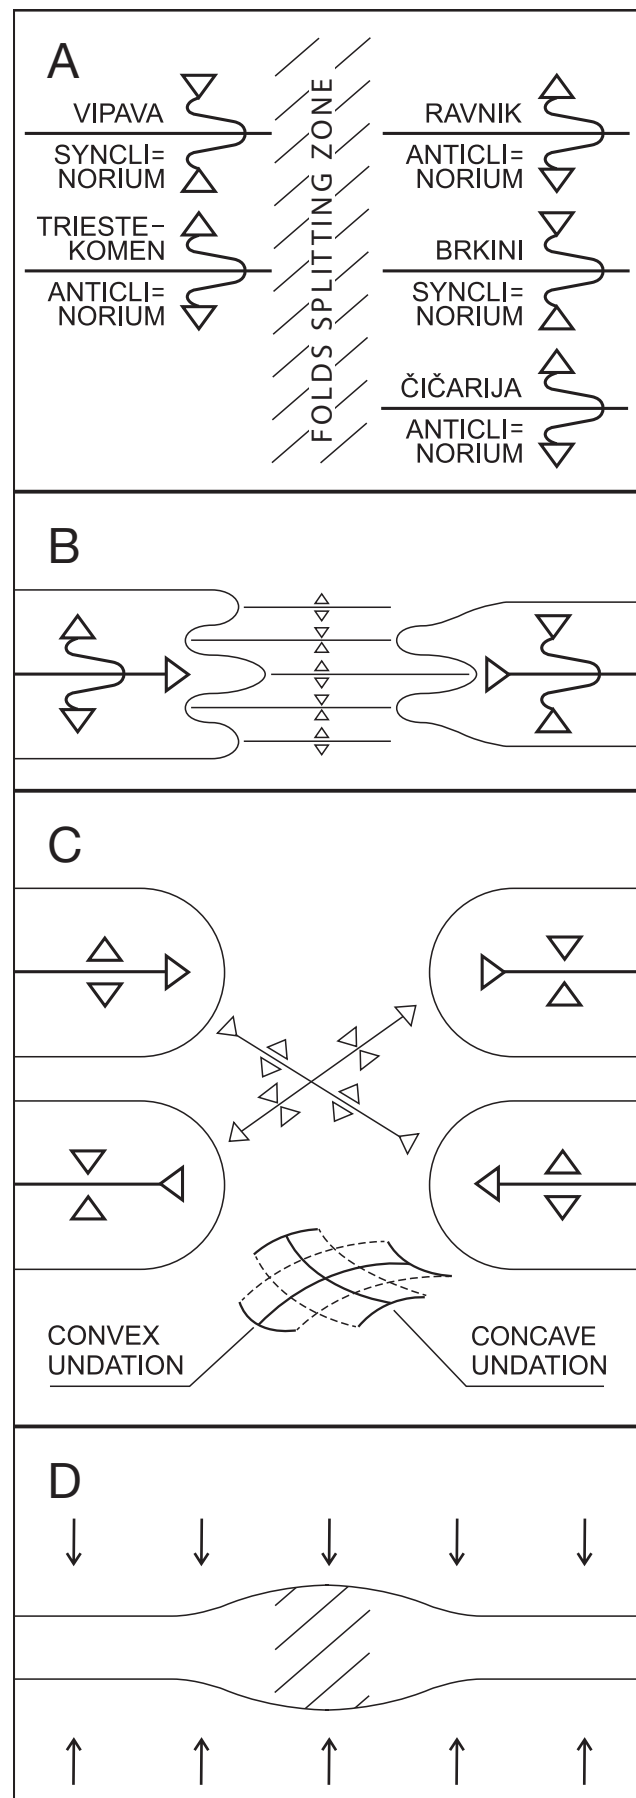 A
VIPAVA
SYNCLI=
NORIUM
TRIESTE–
KOMEN
ANTICLI=
NORIUM
FOLDS SPLITTING ZONE
RAVNIK
ANTICLI=
NORIUM
BRKINI
SYNCLI=
NORIUM
ČIČARIJA
ANTICLI=
NORIUM
B
C
CONVEX
UNDATION
CONCAVE
UNDATION
D